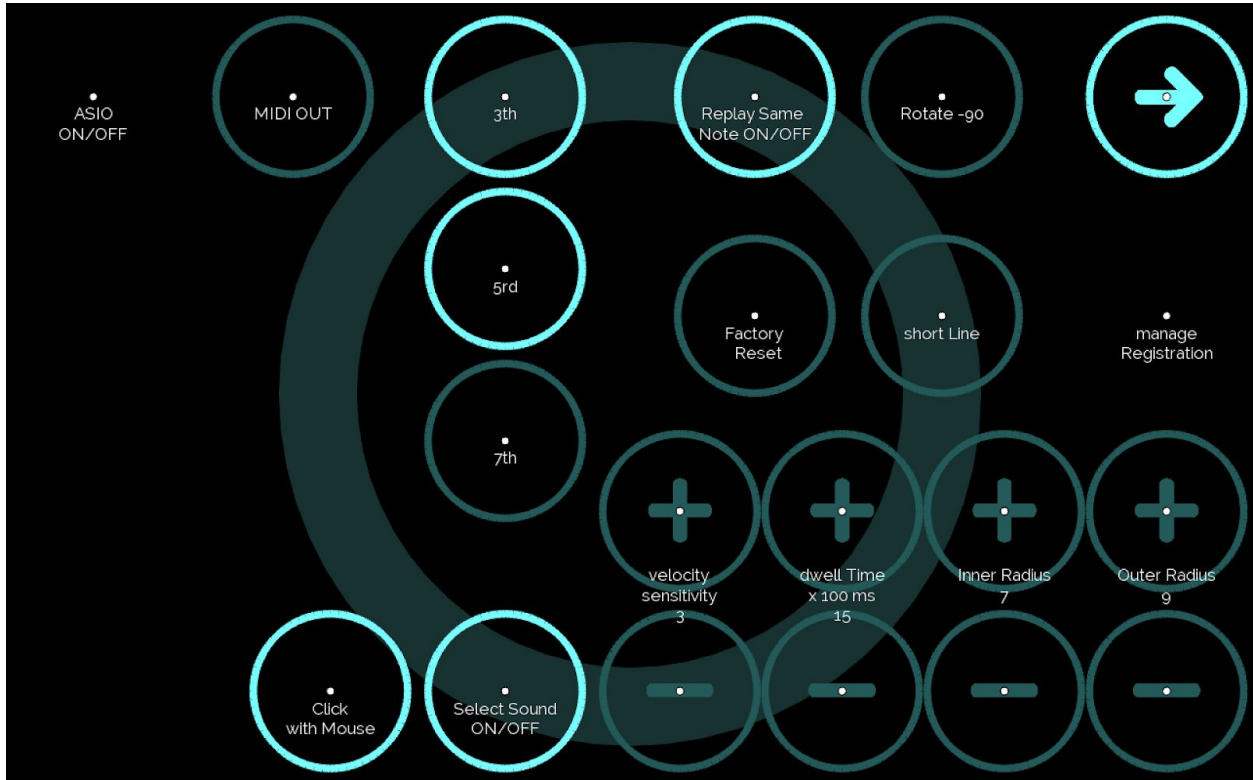 ASIO
ON/OFF
MIDI OUT
3th
Replay Same
Note ON/OFF
Rotate -90
5rd
Factory
Reset
short Line
manage
Registration
7th
velocity
sensitivity
3
dwell Time
x 100 ms
15
Inner Radius
7
Outer Radius
9
Click
with Mouse
Select Sound
ON/OFF